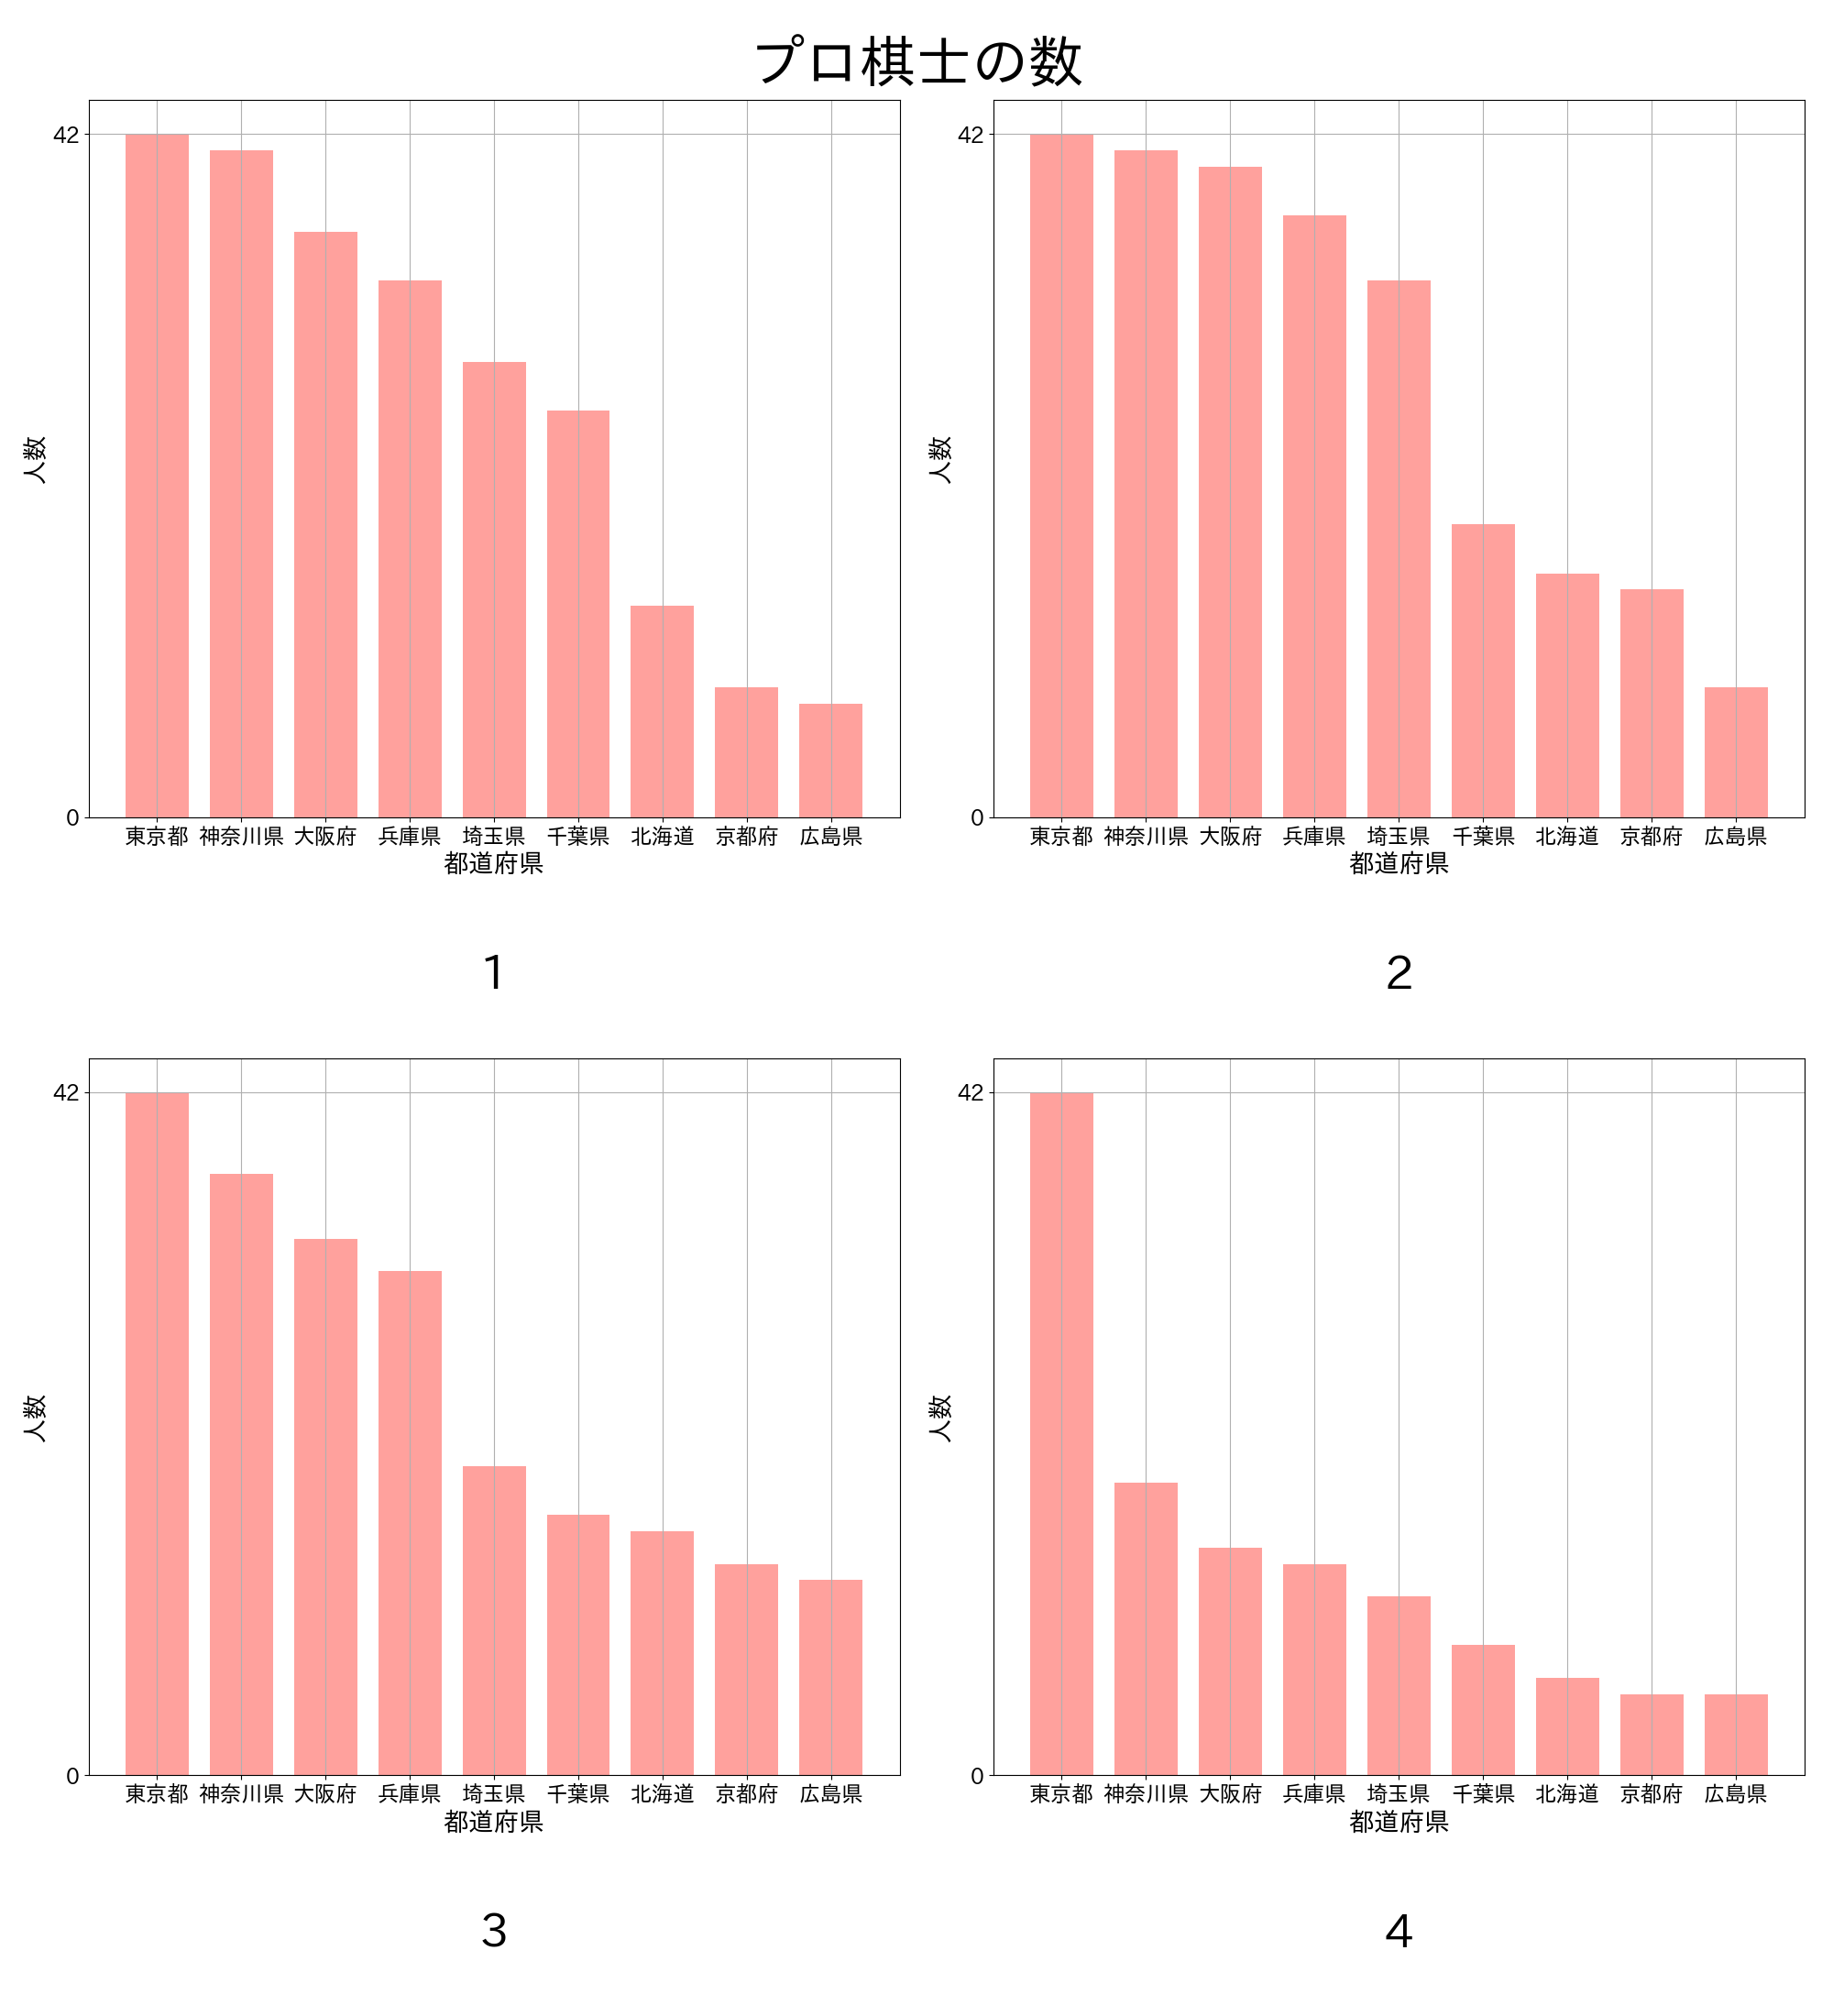 プロ棋士の数
42
0
人数
東京都 神奈川県 大阪府 兵庫県 埼玉県 千葉県 北海道 京都府 広島県
都道府県
1
42
0
人数
東京都 神奈川県 大阪府 兵庫県 埼玉県 千葉県 北海道 京都府 広島県
都道府県
2
42
0
人数
東京都 神奈川県 大阪府 兵庫県 埼玉県 千葉県 北海道 京都府 広島県
都道府県
3
42
0
人数
東京都 神奈川県 大阪府 兵庫県 埼玉県 千葉県 北海道 京都府 広島県
都道府県
4